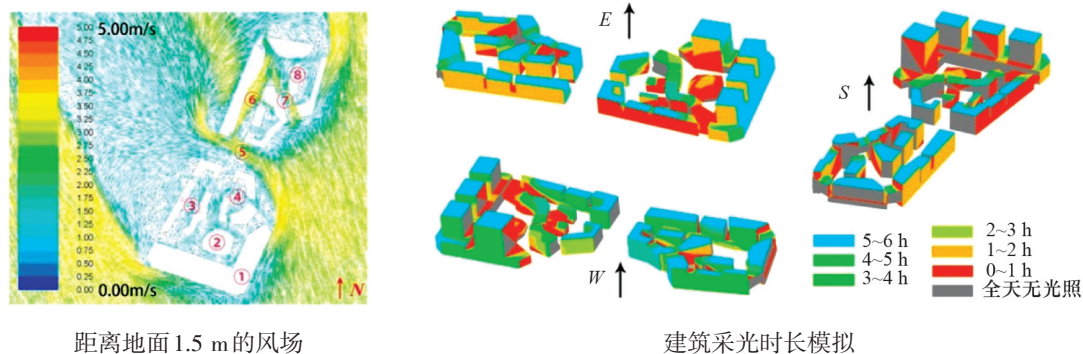 5.00m/s
5.00
4.75
4.50
4.25
4.00
3.75
3.50
3.25
3.00
2.75
2.50
2.25
2.00
1.75
1.50
1.25
1.00
0.75
0.50
0.25
0.00
0.00m/s
⑧
⑥
⑦
⑤
④
③
②
①
N
E
S
W
5~6 h
4~5 h
3~4 h
2~3 h
1~2 h
0~1 h
全天无光照
距离地面1.5 m的风场
建筑采光时长模拟